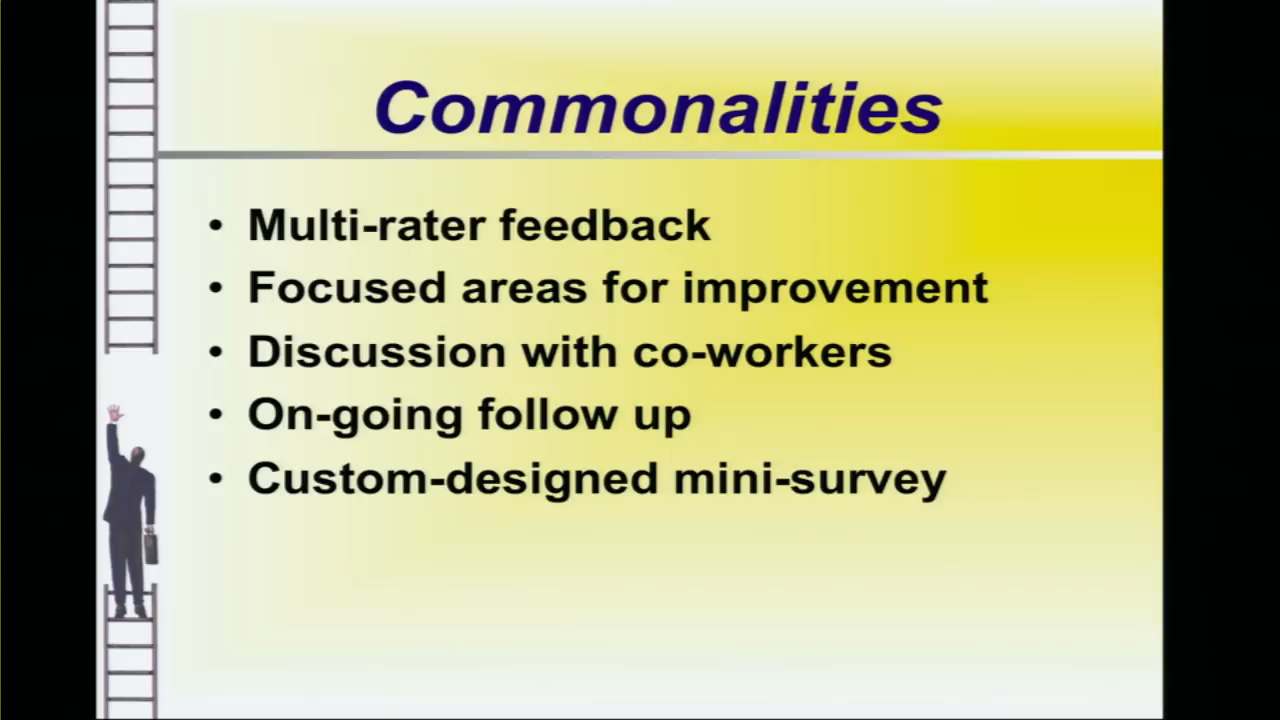 Commonalities
• Multi-rater feedback
• Focused areas for improvement
• Discussion with co-workers
• On-going follow up
• Custom-designed mini-survey